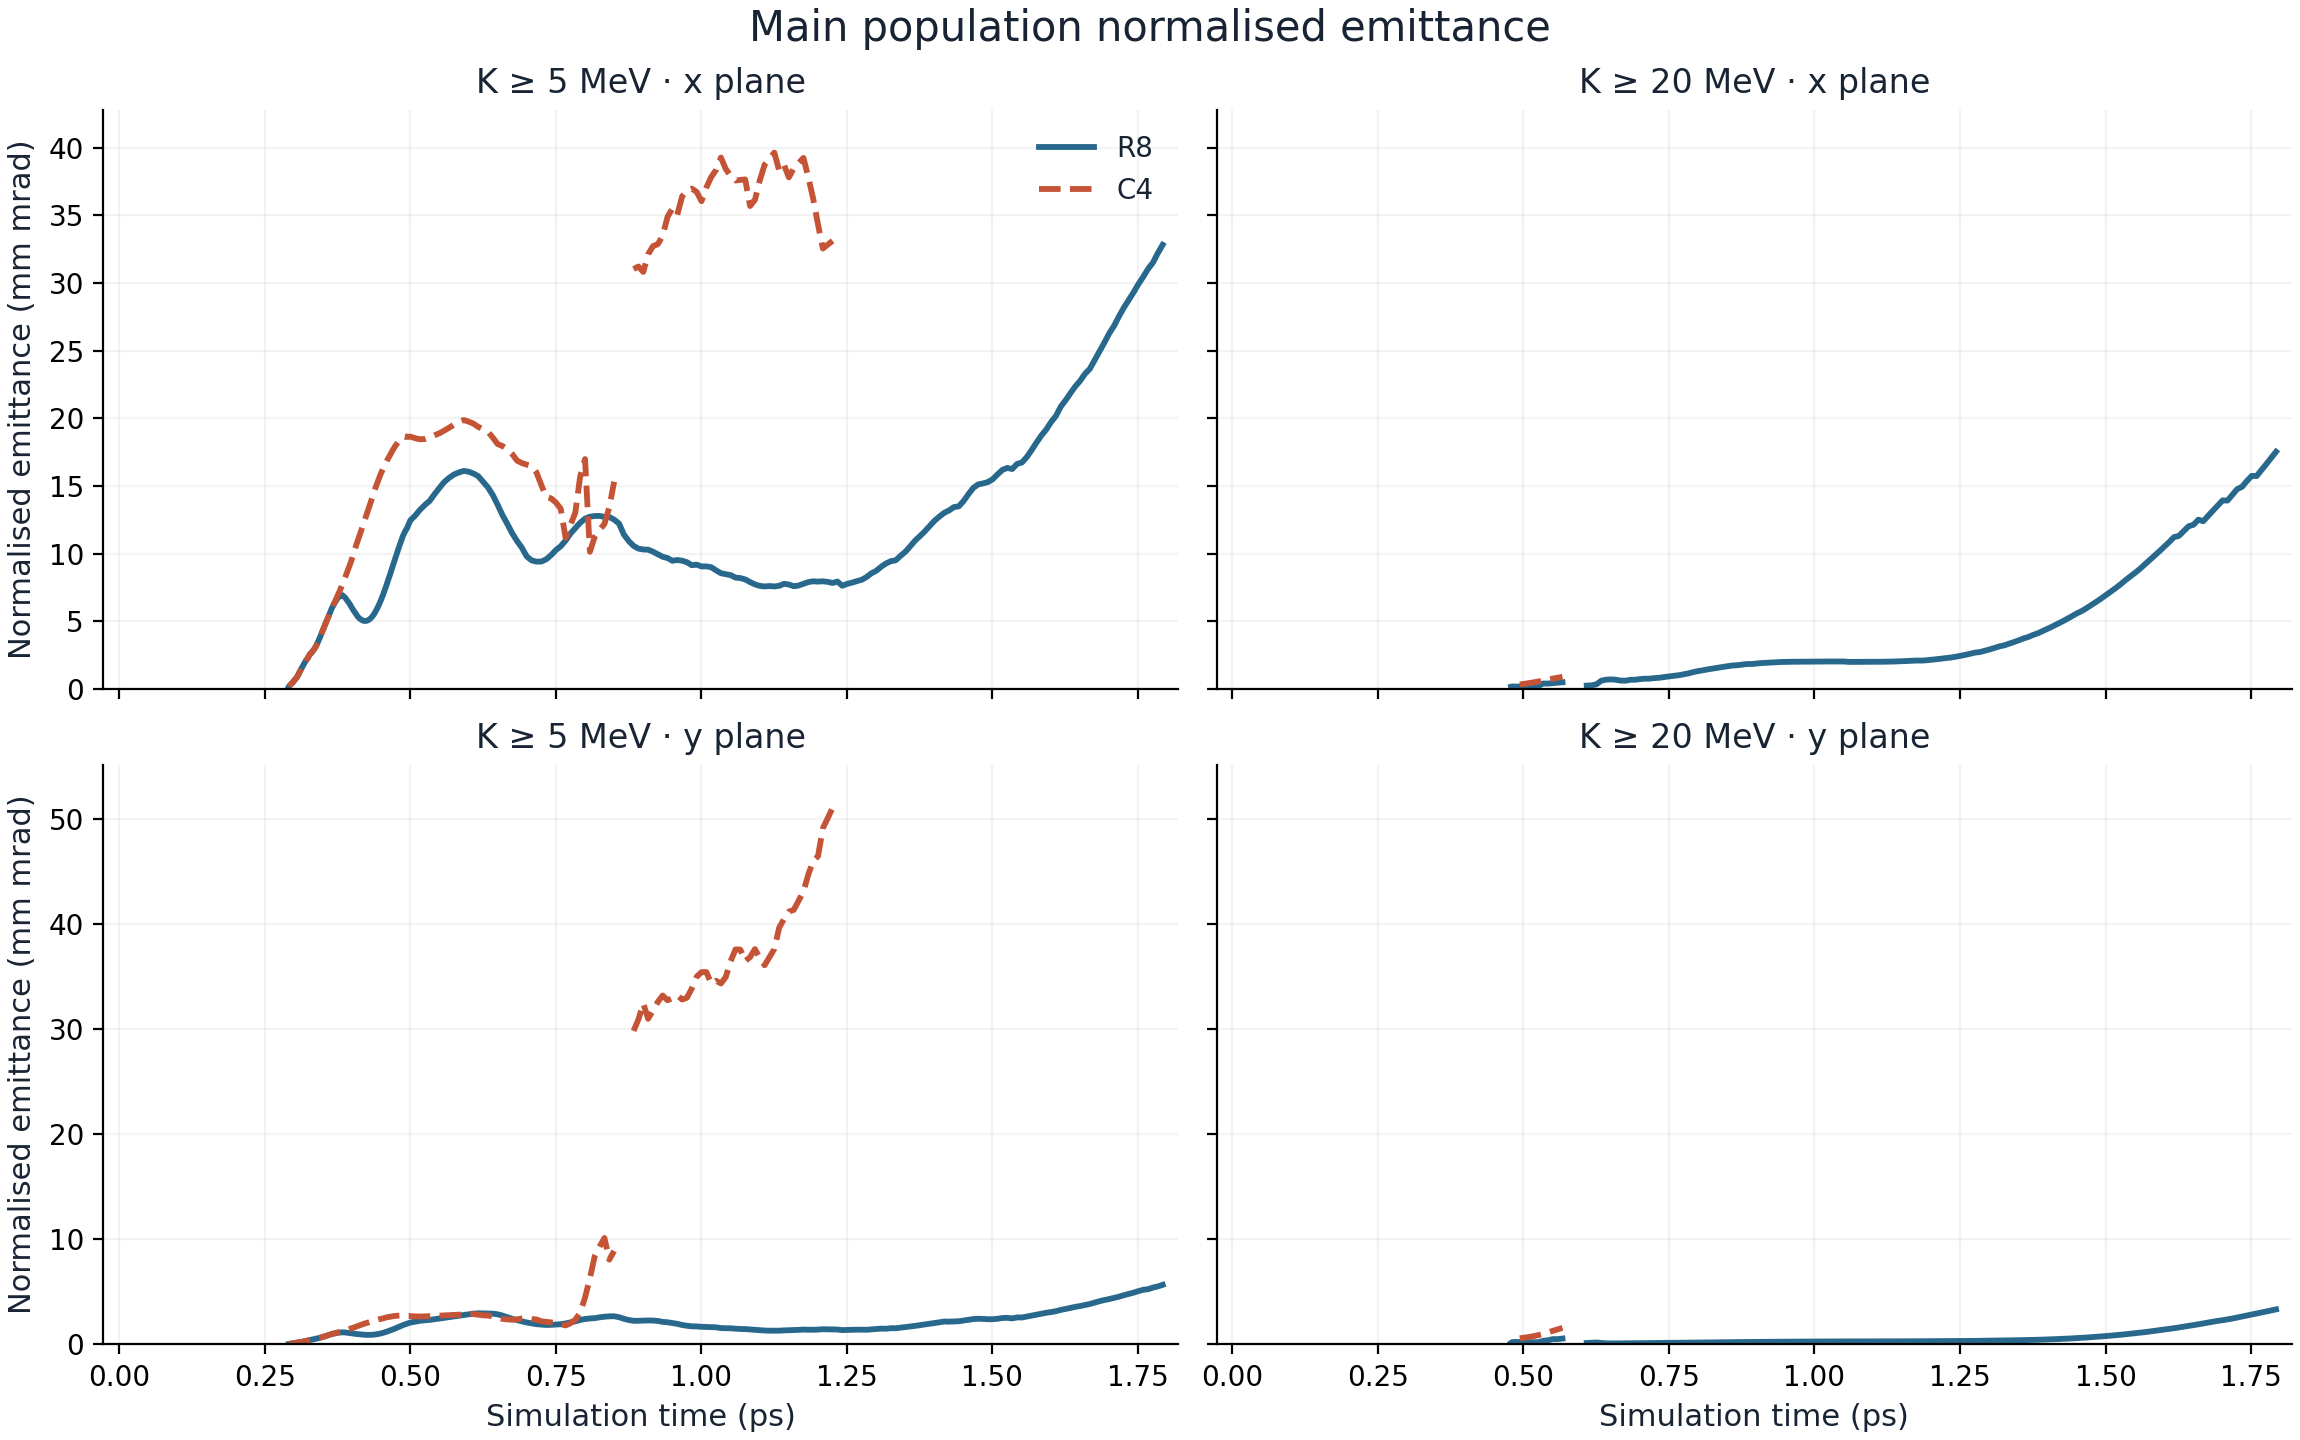 Main population normalised emittance
K ≥ 5 MeV · x plane
K ≥ 20 MeV · x plane
Normalised emittance (mm mrad)
40
35
30
25
20
15
10
5
0
R8
C4
K ≥ 5 MeV · y plane
K ≥ 20 MeV · y plane
Normalised emittance (mm mrad)
50
40
30
20
10
0
0.00 0.25 0.50 0.75 1.00 1.25 1.50 1.75
0.00 0.25 0.50 0.75 1.00 1.25 1.50 1.75
Simulation time (ps)
Simulation time (ps)